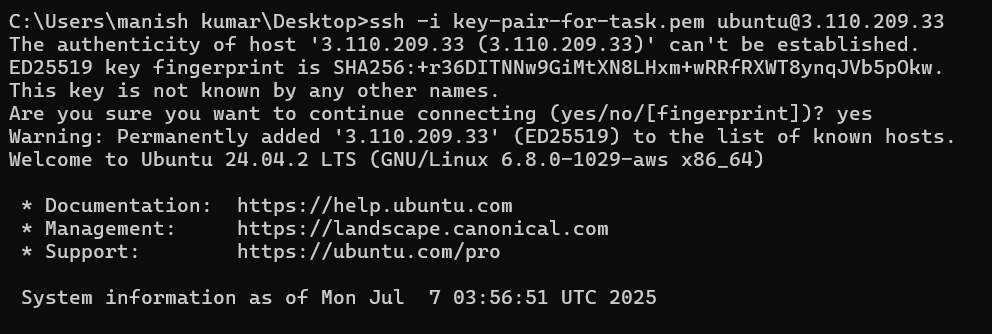 C:\Users\manish kumar\Desktop>ssh -i key-pair-for-task.pem ubuntu@3.110.209.33
The authenticity of host '3.110.209.33 (3.110.209.33)' can't be established.
ED25519 key fingerprint is SHA256:+r36DITNNw9GiMtXN8LHxm+wRRfRXWT8ynqJVb5pOkw.
This key is not known by any other names.
Are you sure you want to continue connecting (yes/no/[fingerprint])? yes
Warning: Permanently added '3.110.209.33' (ED25519) to the list of known hosts.
Welcome to Ubuntu 24.04.2 LTS (GNU/Linux 6.8.0-1029-aws x86_64)
* Documentation:  https://help.ubuntu.com
* Management:     https://landscape.canonical.com
* Support:        https://ubuntu.com/pro
System information as of Mon Jul  7 03:56:51 UTC 2025